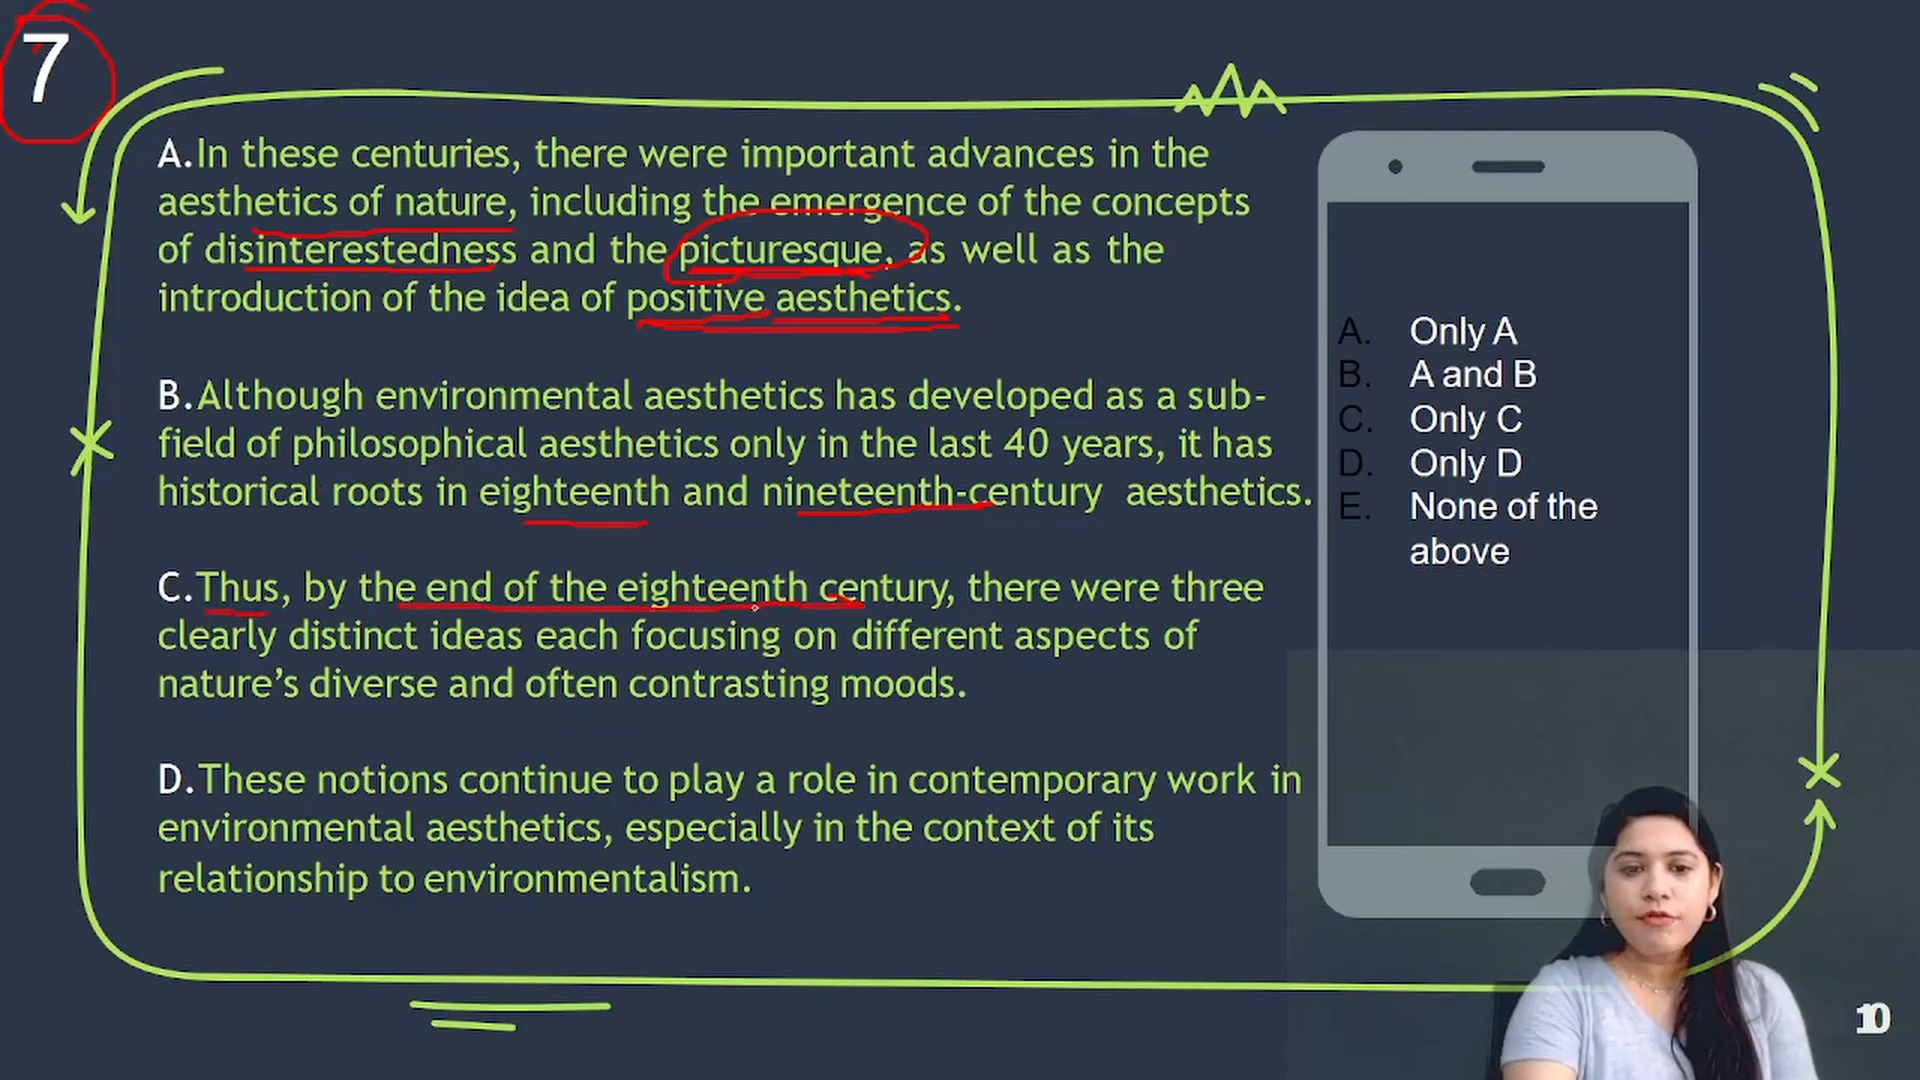 7
A.In these centuries, there were important advances in the
aesthetics of nature, including the emergence of the concepts
of disinterestedness and the picturesque, as well as the
introduction of the idea of positive aesthetics.
B.Although environmental aesthetics has developed as a sub-
field of philosophical aesthetics only in the last 40 years, it has
historical roots in eighteenth and nineteenth-century aesthetics.
C.Thus, by the end of the eighteenth century, there were three
clearly distinct ideas each focusing on different aspects of
nature’s diverse and often contrasting moods.
D.These notions continue to play a role in contemporary work in
environmental aesthetics, especially in the context of its
relationship to environmentalism.
A. Only A
B. A and B
C. Only C
D. Only D
E. None of the
above
10